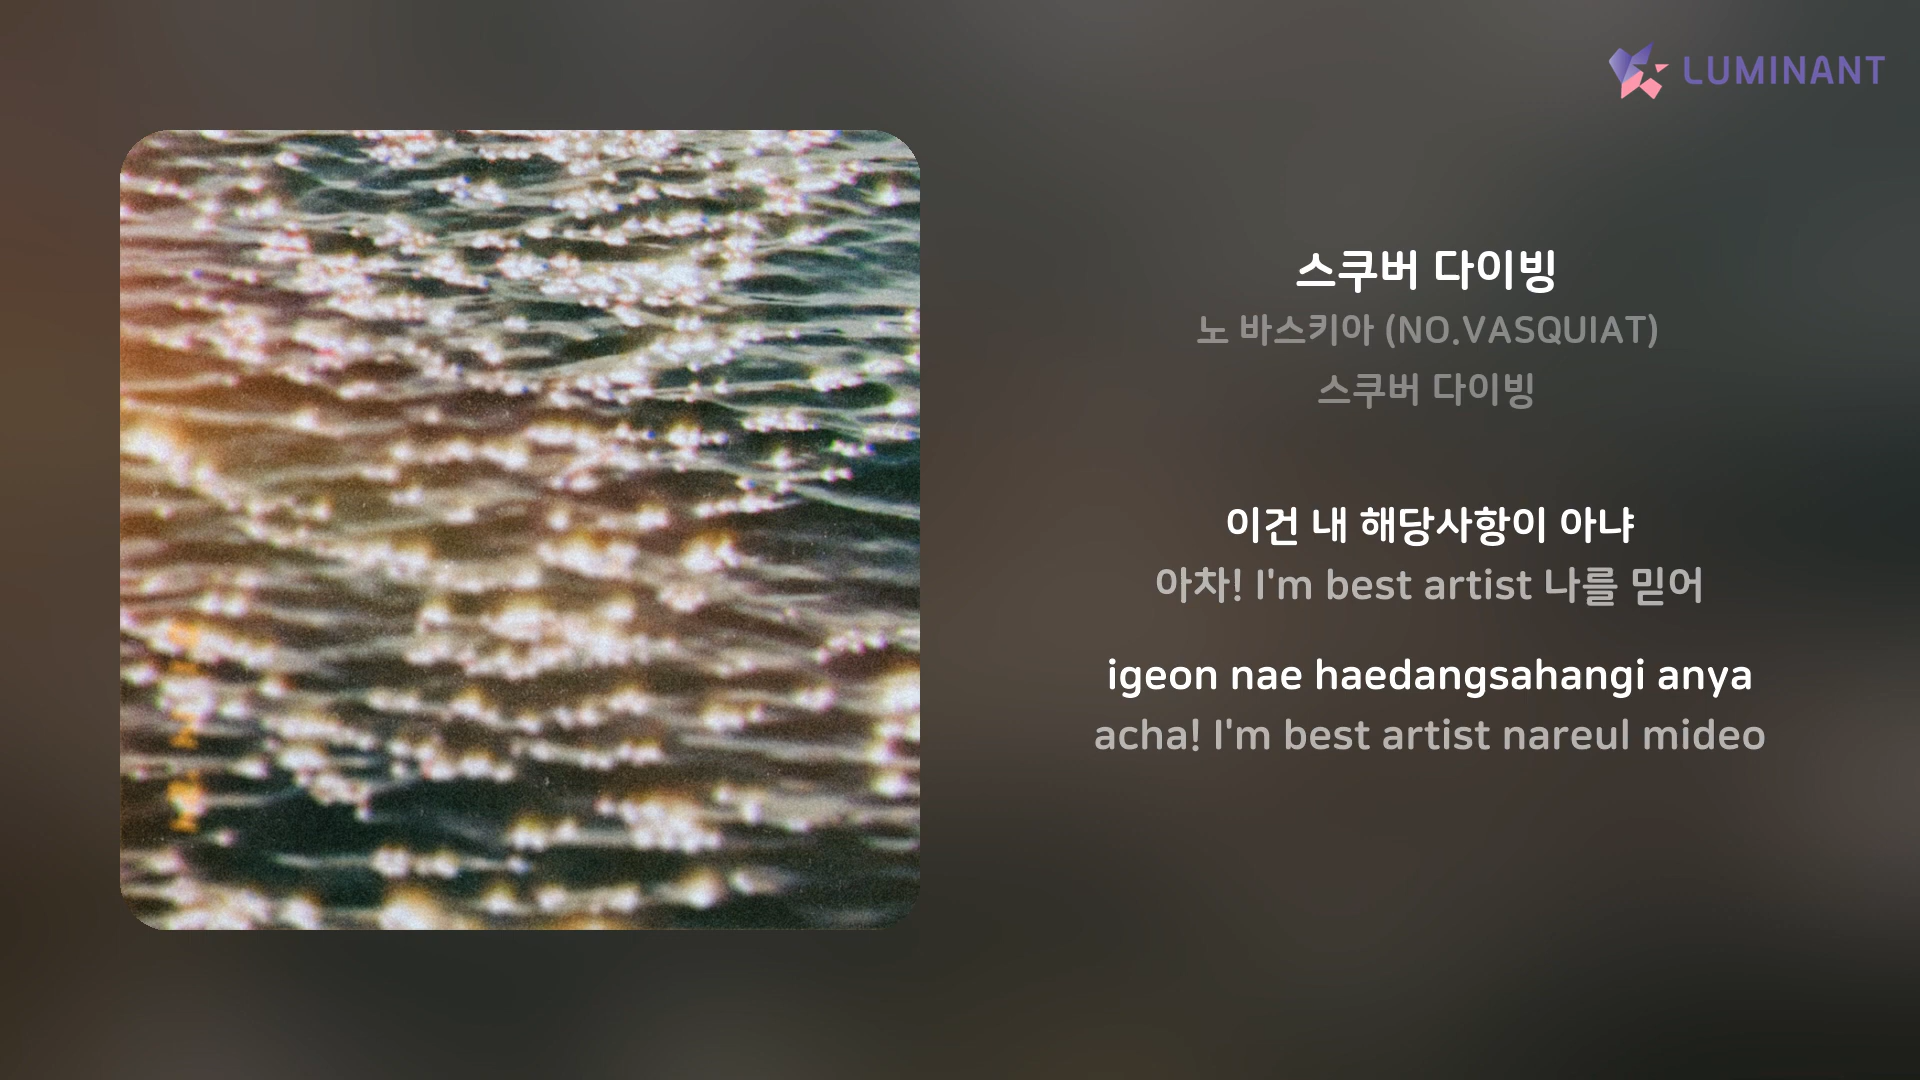 LUMINANT
스쿠버 다이빙
노 바스키아 (NO.VASQUIAT)
스쿠버 다이빙
이건 내 해당사항이 아냐
아차! I'm best artist 나를 믿어
igeon nae haedangsahangi anya
acha! I'm best artist nareul mideo